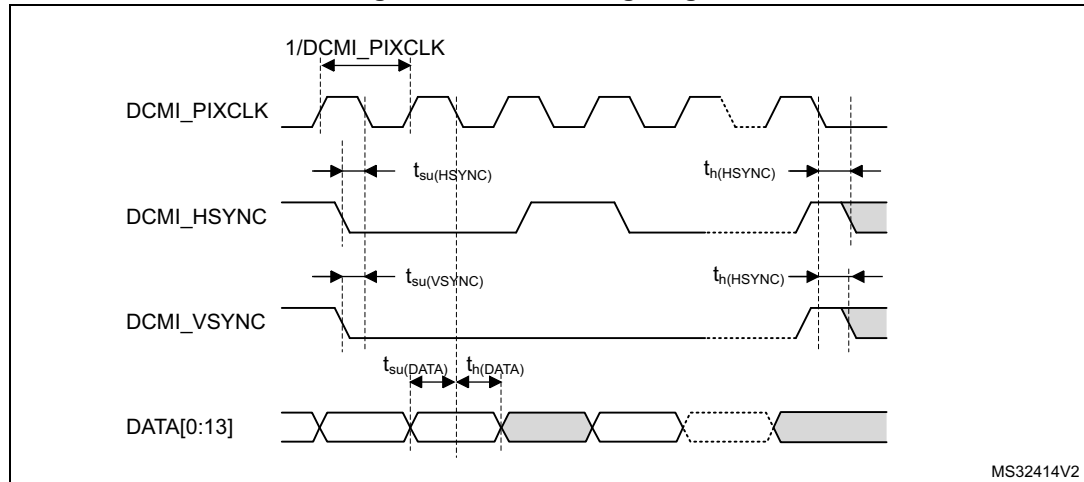 1/DCMI_PIXCLK
DCMI_PIXCLK
tsu(HSYNC)
th(HSYNC)
DCMI_HSYNC
tsu(VSYNC)
th(HSYNC)
DCMI_VSYNC
tsu(DATA) th(DATA)
DATA[0:13]
MS32414V2